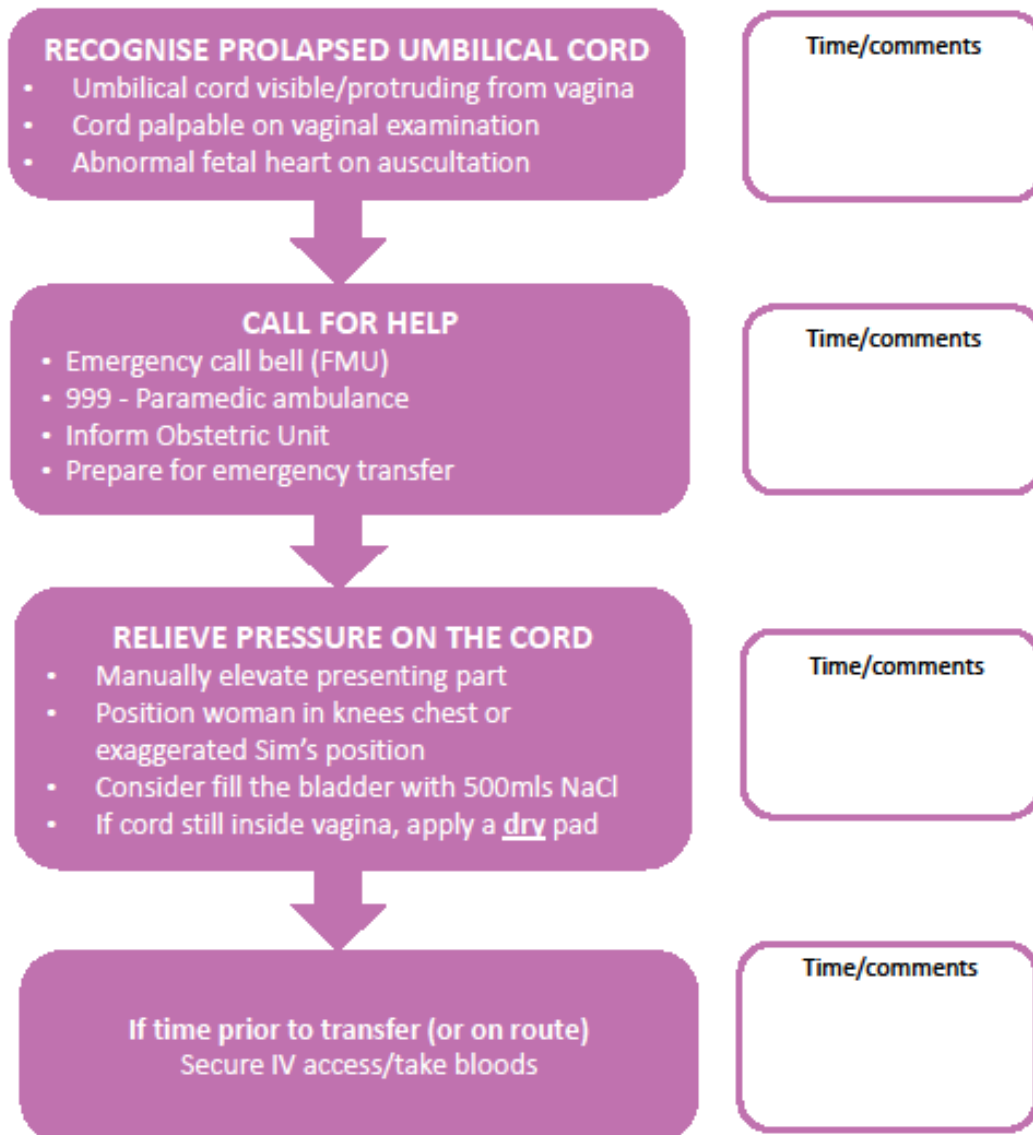 RECOGNISE PROLAPSED UMBILICAL CORD
• Umbilical cord visible/protruding from vagina
• Cord palpable on vaginal examination
• Abnormal fetal heart on auscultation
Time/comments
CALL FOR HELP
• Emergency call bell (FMU)
• 999 - Paramedic ambulance
• Inform Obstetric Unit
• Prepare for emergency transfer
Time/comments
RELIEVE PRESSURE ON THE CORD
• Manually elevate presenting part
• Position woman in knees chest or
exaggerated Sim's position
• Consider fill the bladder with 500mls NaCl
• If cord still inside vagina, apply a dry pad
Time/comments
If time prior to transfer (or on route)
Secure IV access/take bloods
Time/comments